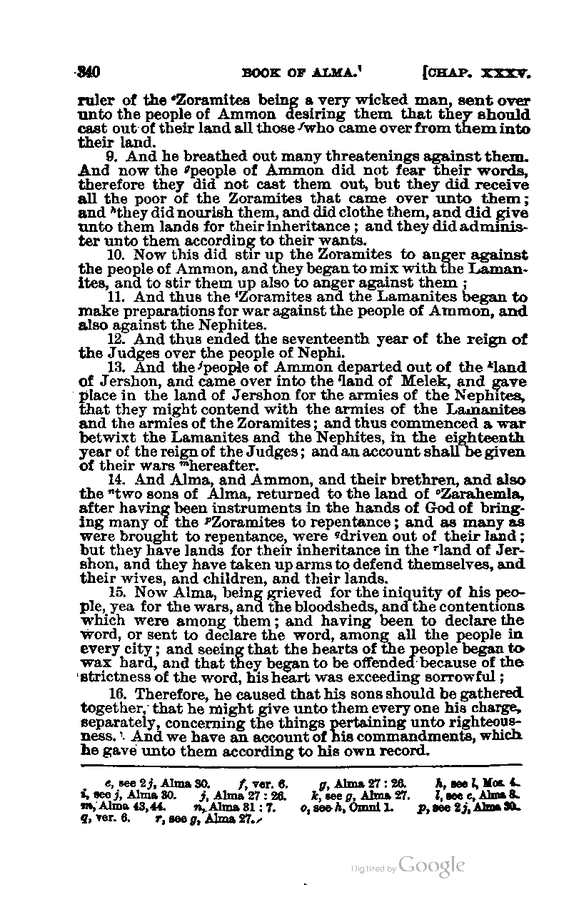 340 BOOK OF ALMA. [CHAP. XXXV.
ruler of the ᵉZoramites being a very wicked man, sent over
unto the people of Ammon desiring them that they should
cast out of their land all those ᶠwho came over from them into
their land.
9. And he breathed out many threatenings against them.
And now the ᵍpeople of Ammon did not fear their words,
therefore they did not cast them out, but they did receive
all the poor of the Zoramites that came over unto them;
and ʰthey did nourish them, and did clothe them, and did give
unto them lands for their inheritance; and they did adminis-
ter unto them according to their wants.
10. Now this did stir up the Zoramites to anger against
the people of Ammon, and they began to mix with the Laman-
ites, and to stir them up also to anger against them;
11. And thus the ⁱZoramites and the Lamanites began to
make preparations for war against the people of Ammon, and
also against the Nephites.
12. And thus ended the seventeenth year of the reign of
the Judges over the people of Nephi.
13. And the ʲpeople of Ammon departed out of the ᵏland
of Jershon, and came over into the ˡland of Melek, and gave
place in the land of Jershon for the armies of the Nephites,
that they might contend with the armies of the Lamanites
and the armies of the Zoramites; and thus commenced a war
betwixt the Lamanites and the Nephites, in the eighteenth
year of the reign of the Judges; and an account shall be given
of their wars ᵐhereafter.
14. And Alma, and Ammon, and their brethren, and also
the ⁿtwo sons of Alma, returned to the land of ᵒZarahemla,
after having been instruments in the hands of God of bring-
ing many of the ᵖZoramites to repentance; and as many as
were brought to repentance, were qdriven out of their land;
but they have lands for their inheritance in the ʳland of Jer-
shon, and they have taken up arms to defend themselves, and
their wives, and children, and their lands.
15. Now Alma, being grieved for the iniquity of his peo-
ple, yea for the wars, and the bloodsheds, and the contentions
which were among them; and having been to declare the
word, or sent to declare the word, among all the people in
every city; and seeing that the hearts of the people began to
wax hard, and that they began to be offended because of the
strictness of the word, his heart was exceeding sorrowful;
16. Therefore, he caused that his sons should be gathered
together, that he might give unto them every one his charge,
separately, concerning the things pertaining unto righteous-
ness. And we have an account of his commandments, which
he gave unto them according to his own record.
e, see 2j, Alma 30. f, ver. 6. g, Alma 27 : 26. h, see l, Mos. 4.
i, see j, Alma 30. j, Alma 27 : 26. k, see g, Alma 27. l, see c, Alma 8.
m, Alma 43,44. n, Alma 31 : 7. o, see h, Omni 1. p, see 2j, Alma 30.
q, ver. 6. r, see g, Alma 27.
Digitized by Google